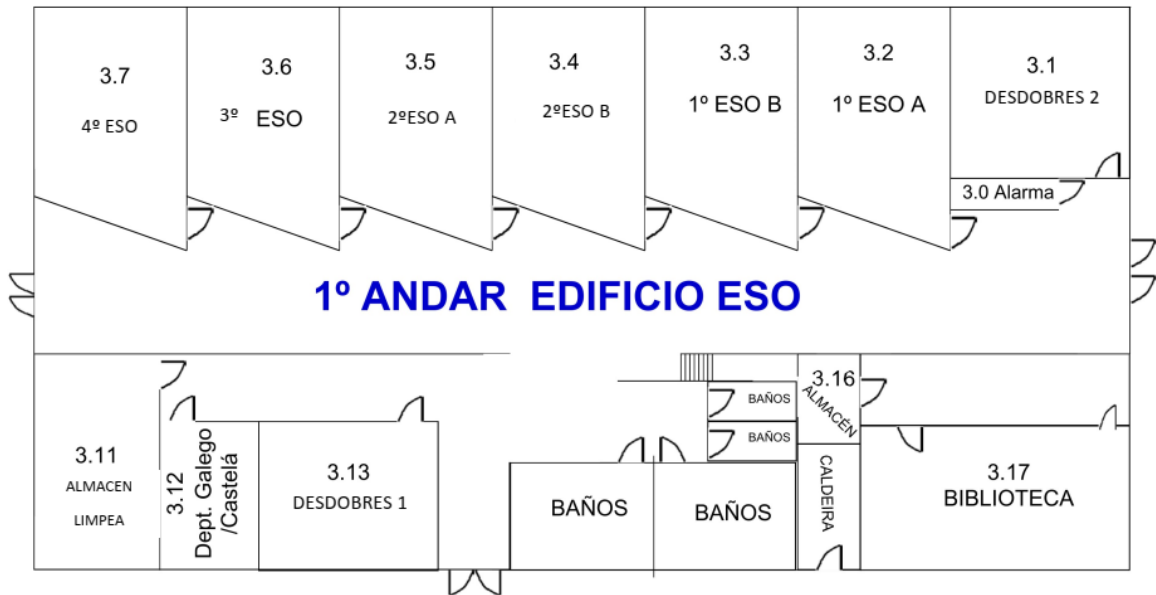 3.7
4º ESO
3.6
3º ESO
3.5
2ºESO A
3.4
2ºESO B
3.3
1º ESO B
3.2
1º ESO A
3.1
DESDOBRES 2
3.0 Alarma
1º ANDAR EDIFICIO ESO
3.11
ALMACEN
LIMPEA
3.12
Dept. Galego
/Castelá
3.13
DESDOBRES 1
BAÑOS
BAÑOS
BAÑOS
BAÑOS
3.16
ALMACÉN
CALDEIRA
3.17
BIBLIOTECA